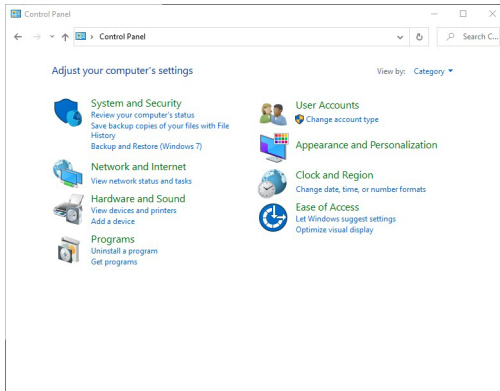 Control Panel
Control Panel
Search C...
Adjust your computer's settings
View by: Category
System and Security
Review your computer's status
Save backup copies of your files with File
History
Backup and Restore (Windows 7)
Network and Internet
View network status and tasks
Hardware and Sound
View devices and printers
Add a device
Programs
Uninstall a program
Get programs
User Accounts
Change account type
Appearance and Personalization
Clock and Region
Change date, time, or number formats
Ease of Access
Let Windows suggest settings
Optimize visual display